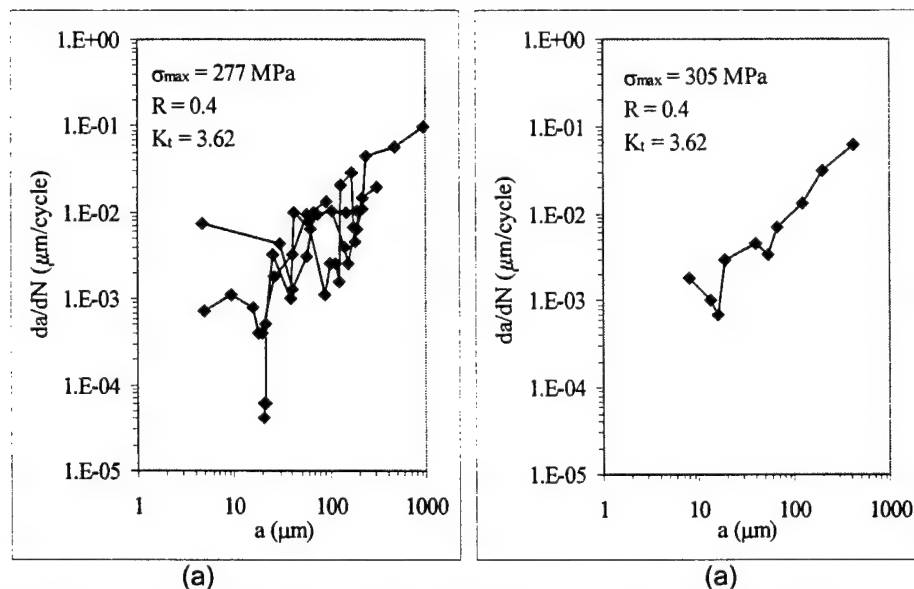 1.E+00
1.E-01
1.E-02
1.E-03
1.E-04
1.E-05
da/dN (μm/cycle)
σmax = 277 MPa
R = 0.4
Kt = 3.62
1 10 100 1000
a (μm)
(a)
1.E+00
1.E-01
1.E-02
1.E-03
1.E-04
1.E-05
da/dN (μm/cycle)
σmax = 305 MPa
R = 0.4
Kt = 3.62
1 10 100 1000
a (μm)
(a)